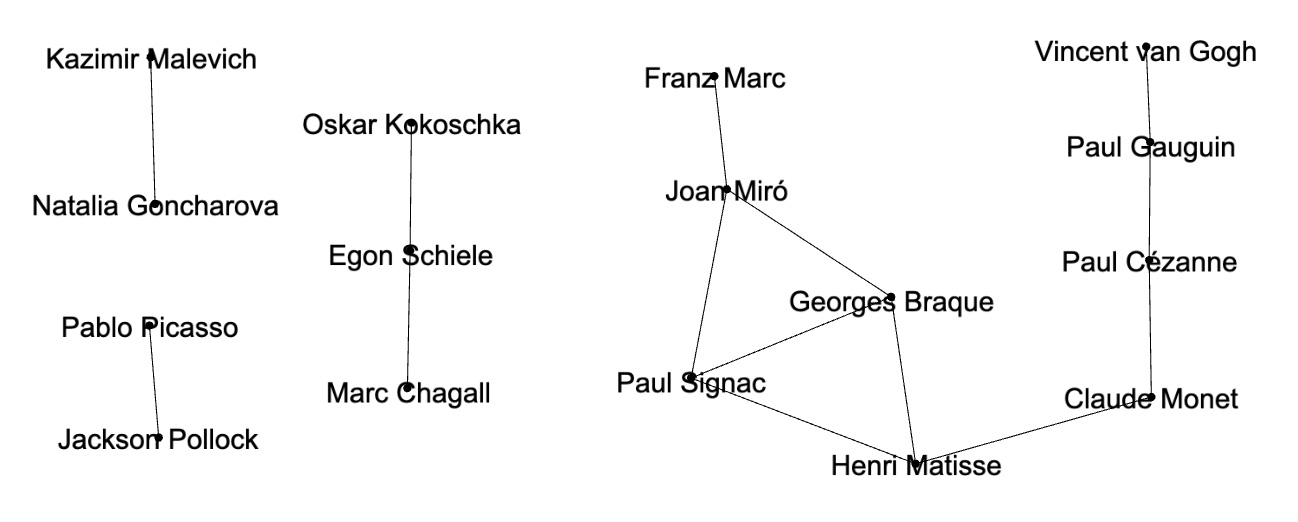 Kazimir Malevich
Natalia Goncharova
Pablo Picasso
Jackson Pollock
Oskar Kokoschka
Egon Schiele
Marc Chagall
Franz Marc
Joan Miró
Georges Braque
Paul Signac
Henri Matisse
Vincent van Gogh
Paul Gauguin
Paul Cézanne
Claude Monet